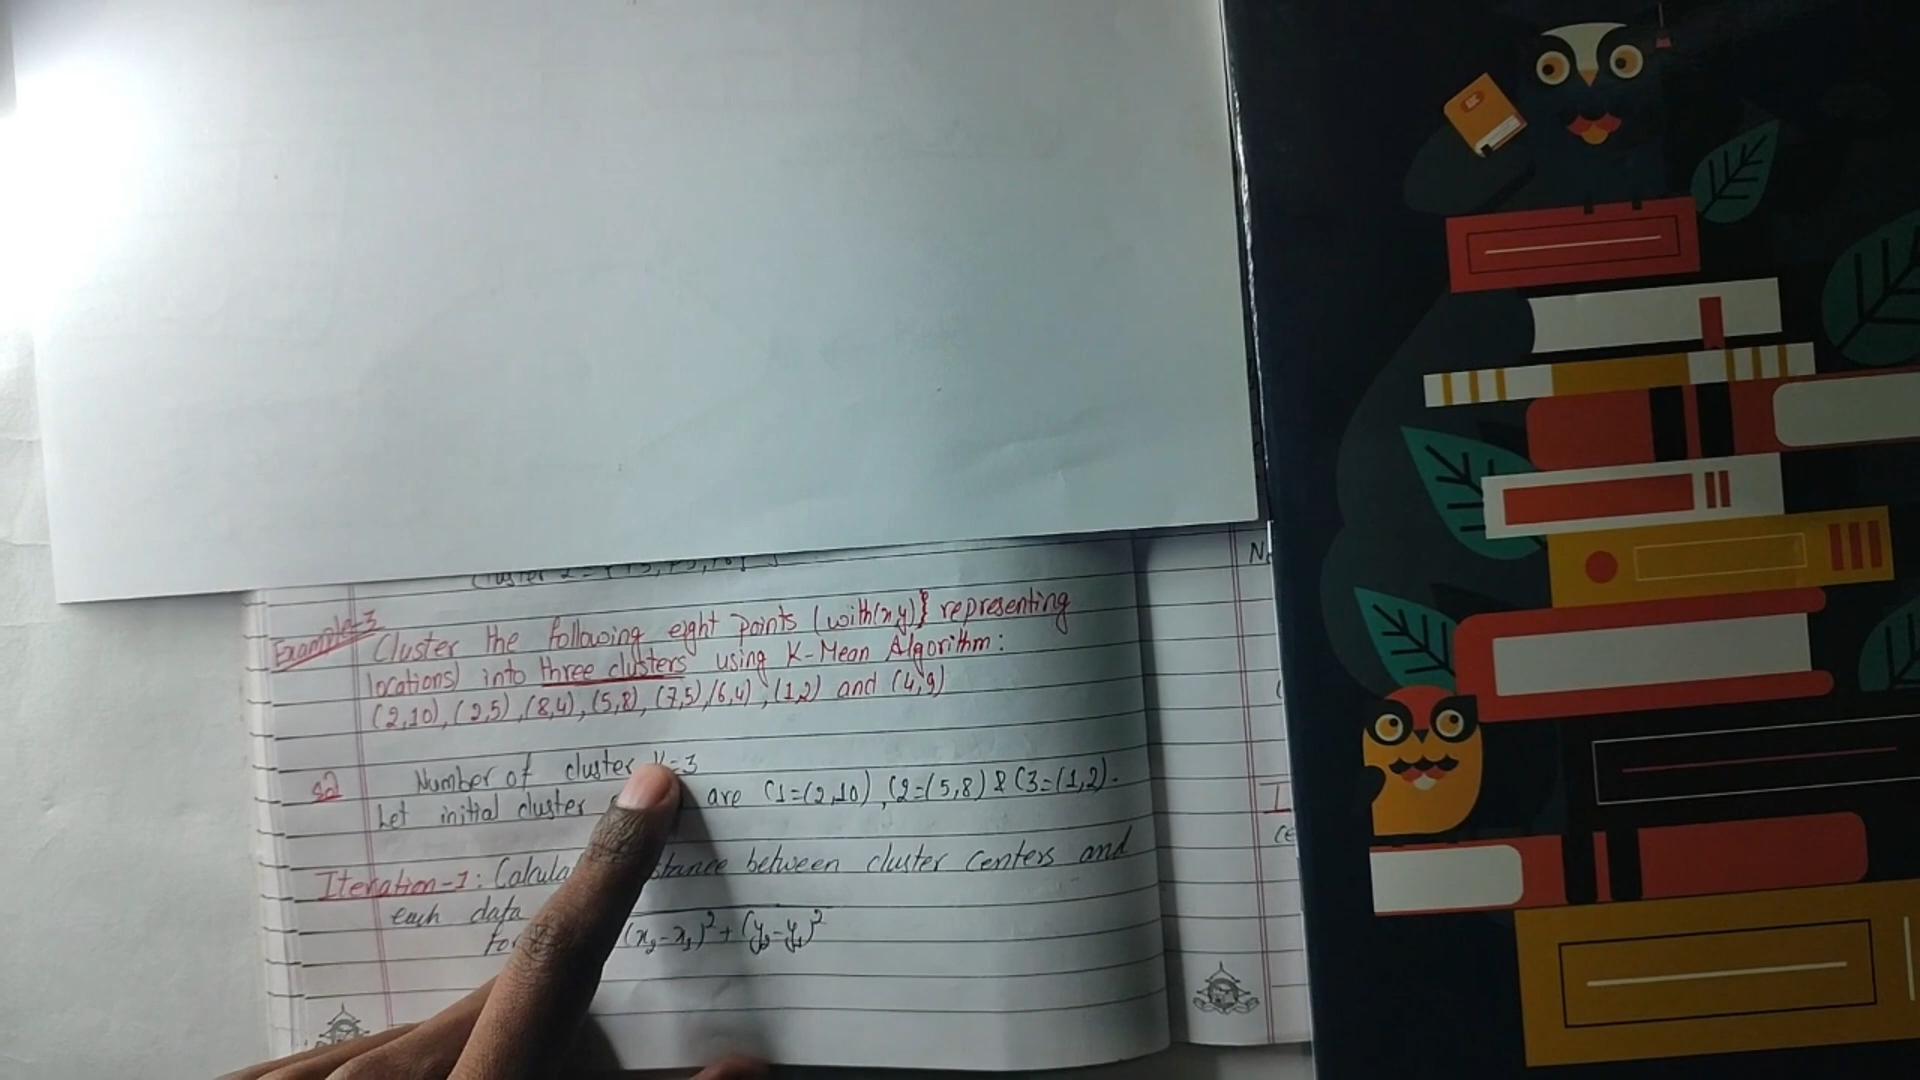 Cluster 2 =
Example-3
Cluster the following eight points (with(x,y)} representing
locations) into three clusters using K-Mean Algorithm:
(2,10), (2,5), (8,4), (5,8), (7,5), (6,4), (1,2) and (4,9)
Number of cluster K=3
Let initial cluster are C1=(2,10), C2=(5,8) & C3=(1,2).
Iteration-1: Calcula stance between cluster centers and
each data
for (x₂-x₁)²+(y₂-y₁)²